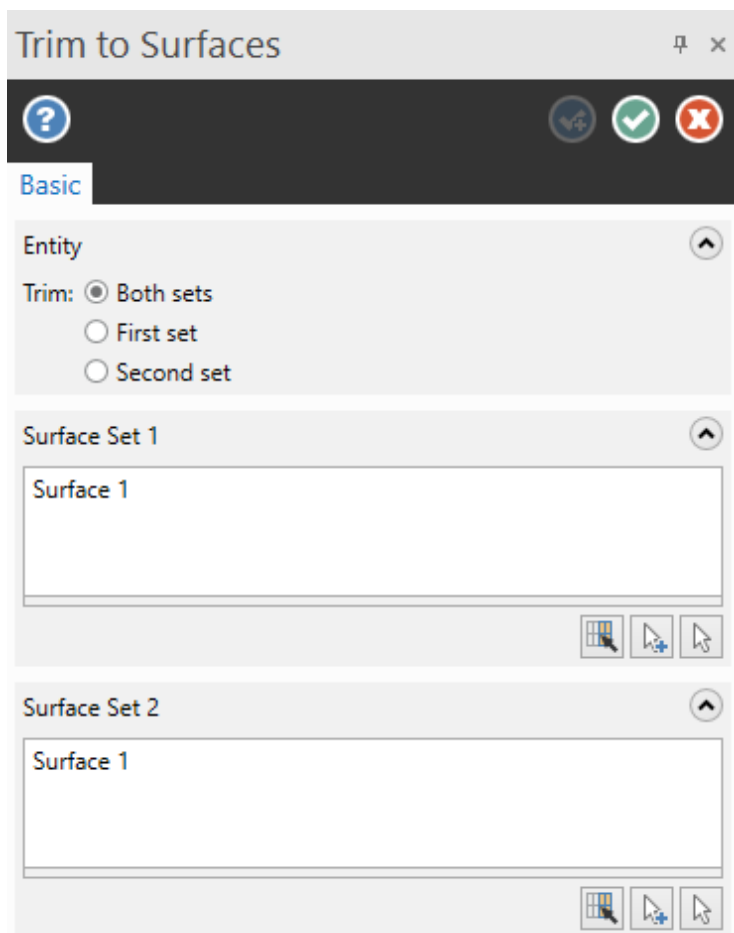 Trim to Surfaces
Basic
Entity
Trim: Both sets
First set
Second set
Surface Set 1
Surface 1
Surface Set 2
Surface 1